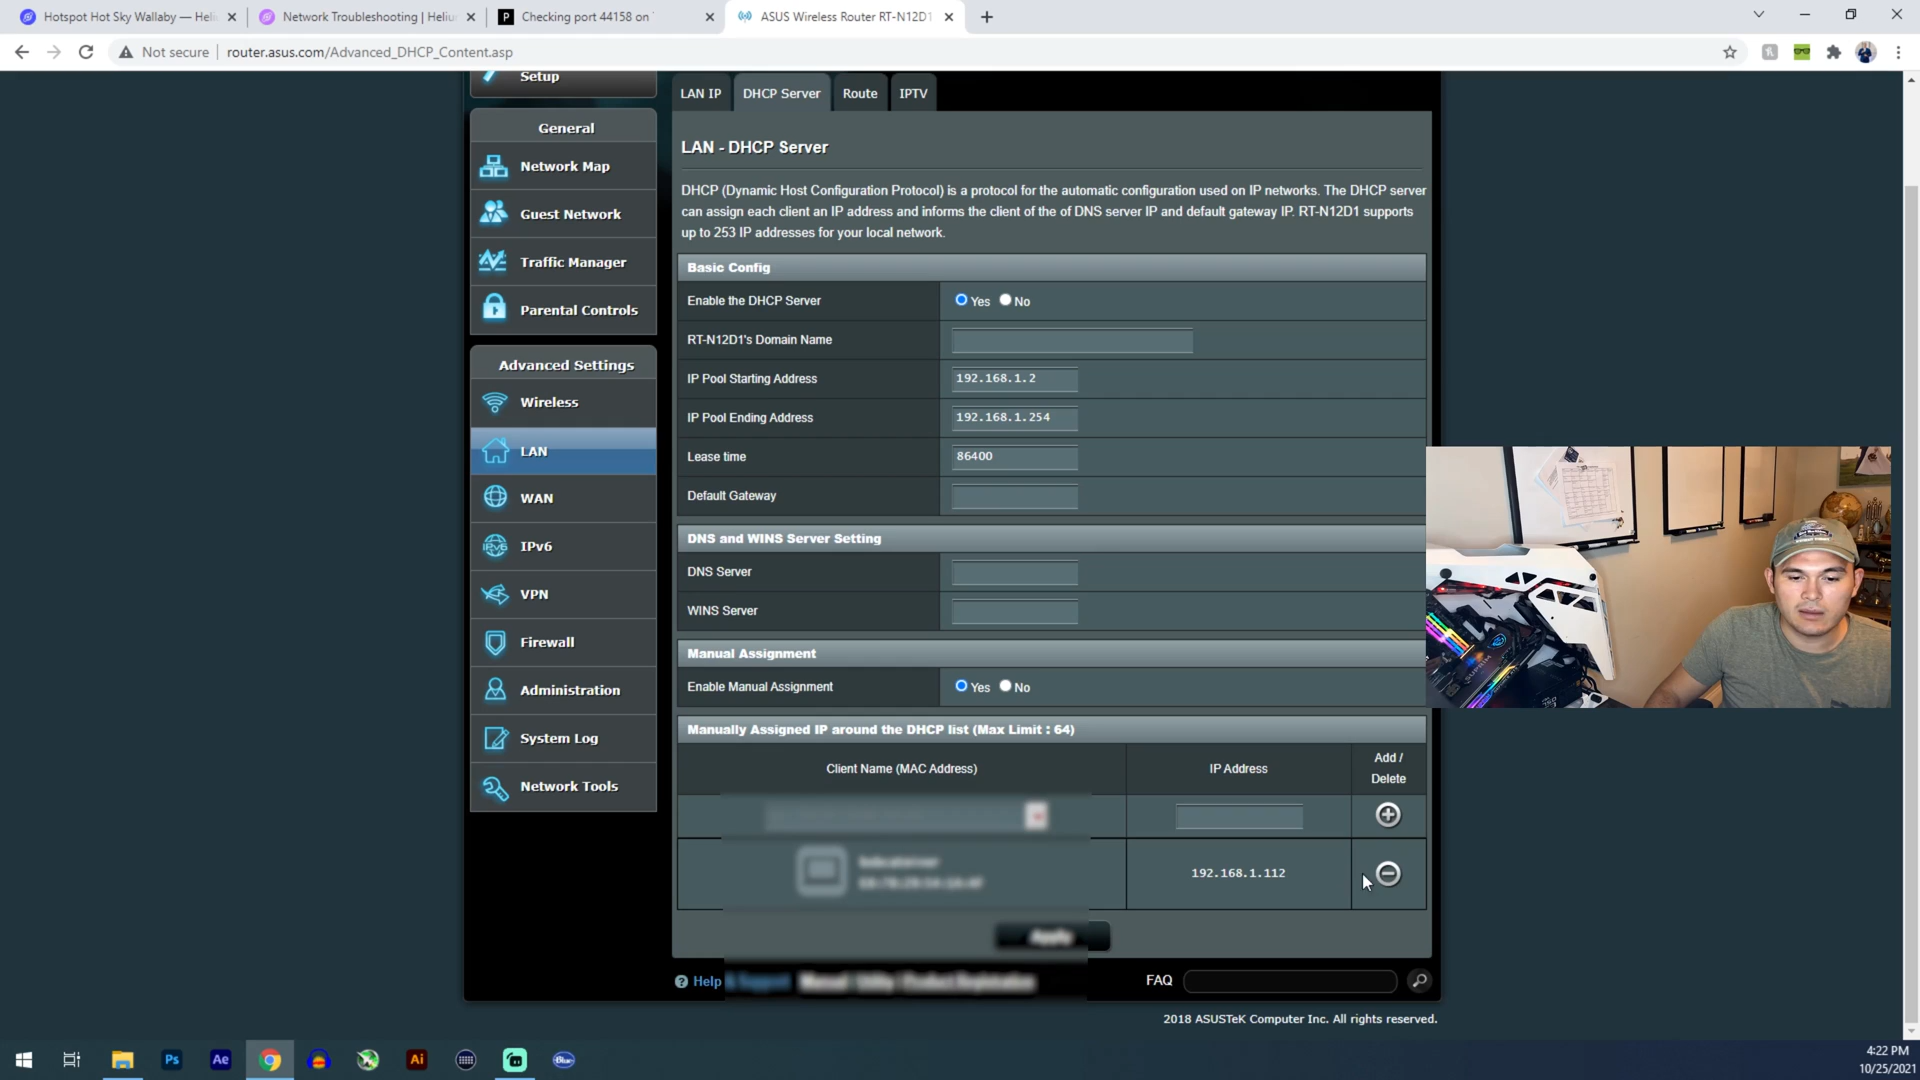 Hotspot Hot Sky Wallaby — Heli
Network Troubleshooting | Heliu
Checking port 44158 on
ASUS Wireless Router RT-N12D1
Not secure
router.asus.com/Advanced_DHCP_Content.asp
Setup
General
Network Map
Guest Network
Traffic Manager
Parental Controls
Advanced Settings
Wireless
LAN
WAN
IPv6
VPN
Firewall
Administration
System Log
Network Tools
LAN IP
DHCP Server
Route
IPTV
LAN - DHCP Server
DHCP (Dynamic Host Configuration Protocol) is a protocol for the automatic configuration used on IP networks. The DHCP server
can assign each client an IP address and informs the client of the of DNS server IP and default gateway IP. RT-N12D1 supports
up to 253 IP addresses for your local network.
Basic Config
Enable the DHCP Server Yes No
RT-N12D1's Domain Name
IP Pool Starting Address 192.168.1.2
IP Pool Ending Address 192.168.1.254
Lease time 86400
Default Gateway
DNS and WINS Server Setting
DNS Server
WINS Server
Manual Assignment
Enable Manual Assignment Yes No
Manually Assigned IP around the DHCP list (Max Limit : 64)
Client Name (MAC Address)
IP Address
Add /
Delete
192.168.1.112
Apply
Help & Support Manual | Utility | Product Registration
FAQ
2018 ASUSTeK Computer Inc. All rights reserved.
Ps
Ae
Ai
Blue
4:22 PM
10/25/2021